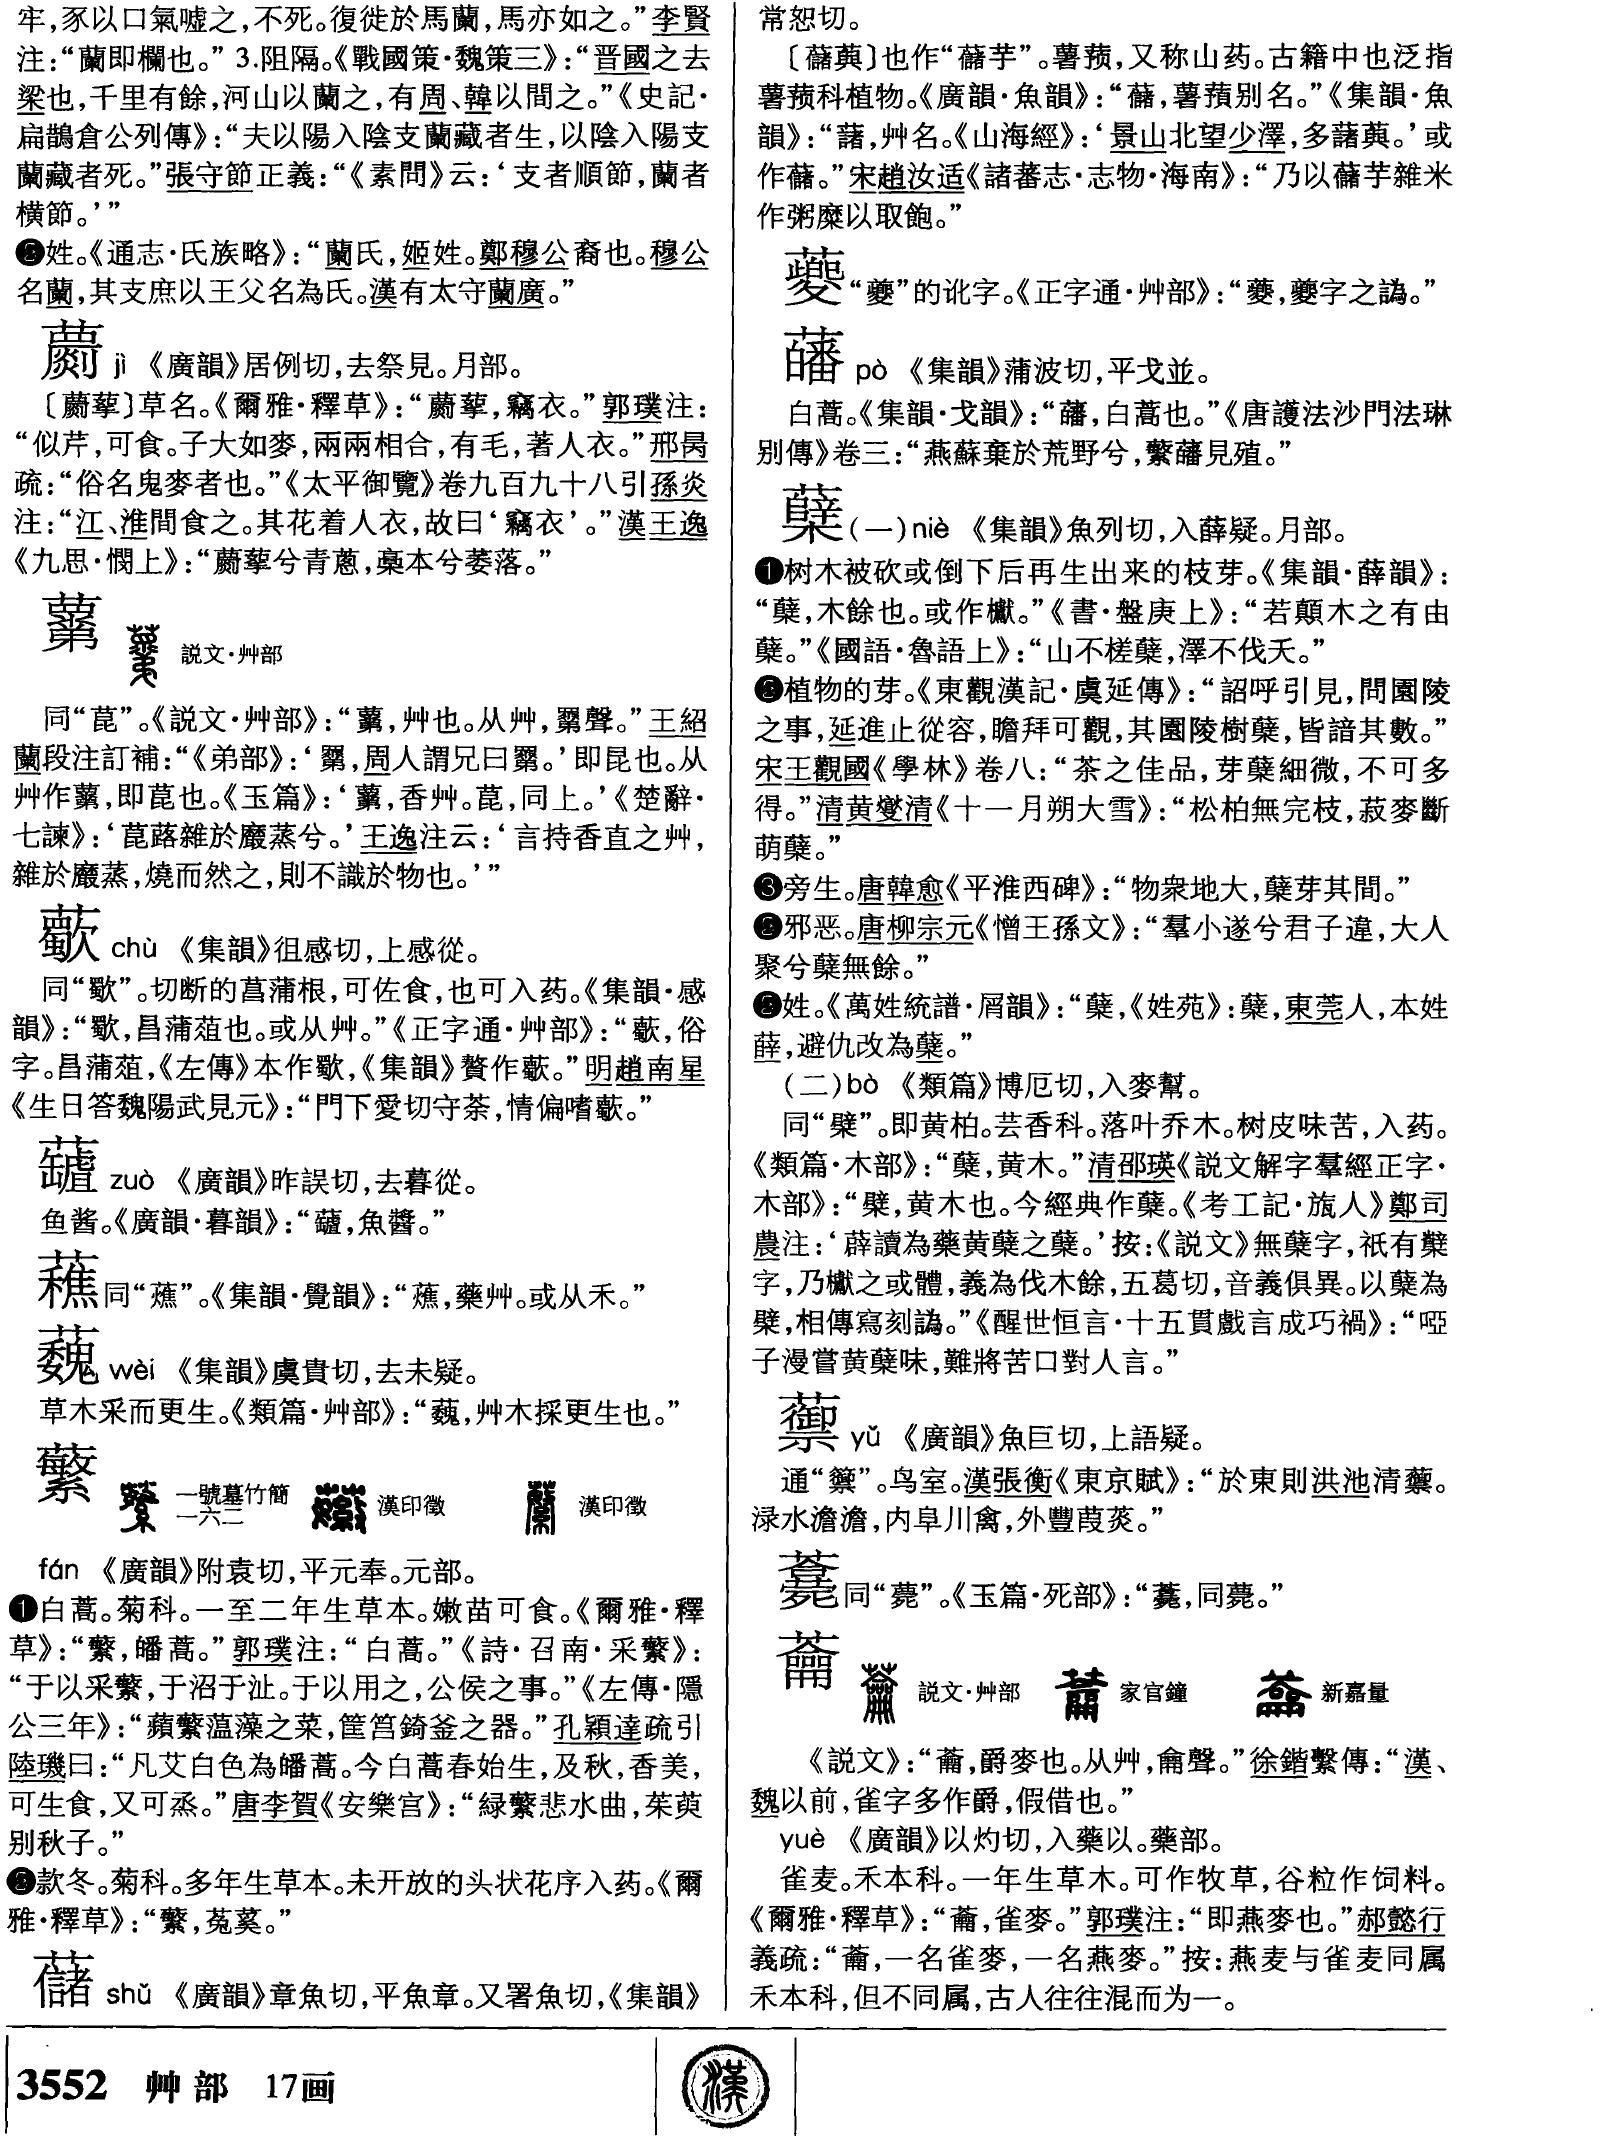 牢，豕以口氣嘘之，不死。復徙於馬蘭，馬亦如之。”李賢
注：“蘭即欄也。”3.阻隔。《戰國策·魏策三》：“晋國之去
梁也，千里有餘，河山以蘭之，有周、韓以間之。”《史記·
扁鵲倉公列傳》：“夫以陽入陰支蘭藏者生，以陰入陽支
蘭藏者死。”張守節正義：“《素問》云：‘支者順節，蘭者
横節。’”
❺姓。《通志·氏族略》：“蘭氏，姬姓。鄭穆公裔也。穆公
名蘭，其支庶以王父名為氏。漢有太守蘭廣。”
蘮 jì 《廣韻》居例切，去祭見。月部。
〔蘮蒘〕草名。《爾雅·釋草》：“蘮蒘，竊衣。”郭璞注：
“似芹，可食。子大如麥，兩兩相合，有毛，著人衣。”邢昺
疏：“俗名鬼麥者也。”《太平御覽》卷九百九十八引孫炎
注：“江、淮間食之。其花着人衣，故曰‘竊衣’。”漢王逸
《九思·憫上》：“蘮蒘兮青蔥，槀本兮萎落。”
説文·艸部
同“菎”。《説文·艸部》：“，艸也。从艸，聲。”王紹
蘭段注訂補：“《弟部》：‘，周人謂兄曰。’即昆也。从
艸作，即菎也。《玉篇》：‘，香艸。菎，同上。’《楚辭·
七諫》：‘菎蕗雜於黀蒸兮。’王逸注云：‘言持香直之艸，
雜於黀蒸，燒而然之，則不識於物也。’”
chù 《集韻》徂感切，上感從。
同“歜”。切断的菖蒲根，可佐食，也可入药。《集韻·感
韻》：“歜，昌蒲葅也。或从艸。”《正字通·艸部》：“，俗
字。昌蒲葅，《左傳》本作歜，《集韻》贅作。”明趙南星
《生日答魏陽武見元》：“門下愛切守荼，情偏嗜。”
zuò 《廣韻》昨誤切，去暮從。
鱼酱。《廣韻·暮韻》：“，魚醬。”
同“”。《集韻·覺韻》：“，藥艸。或从禾。”
wèi 《集韻》虞貴切，去未疑。
草木采而更生。《類篇·艸部》：“，艸木採更生也。”
蘩 一號墓竹簡 一六二 漢印徵 漢印徵
fán 《廣韻》附袁切，平元奉。元部。
❶白蒿。菊科。一至二年生草本。嫩苗可食。《爾雅·釋
草》：“蘩，皤蒿。”郭璞注：“白蒿。”《詩·召南·采蘩》：
“于以采蘩，于沼于沚。于以用之，公侯之事。”《左傳·隱
公三年》：“蘋蘩薀藻之菜，筐筥錡釜之器。”孔穎達疏引
陸璣曰：“凡艾白色為皤蒿。今白蒿春始生，及秋，香美，
可生食，又可烝。”唐李賀《安樂宫》：“緑蘩悲水曲，茱萸
别秋子。”
❷款冬。菊科。多年生草本。未开放的头状花序入药。《爾
雅·釋草》：“蘩，菟蒵。”
蘛 shǔ 《廣韻》章魚切，平魚章。又署魚切，《集韻》
常恕切。
〔藷藇〕也作“藷芋”。薯蓣，又称山药。古籍中也泛指
薯蓣科植物。《廣韻·魚韻》：“，薯蕷别名。”《集韻·魚
韻》：“藷，艸名。《山海經》：‘景山北望少澤，多藷藇。’或
作。”宋趙汝适《諸蕃志·志物·海南》：“乃以芋雜米
作粥糜以取飽。”
“夔”的讹字。《正字通·艸部》：“，夔字之譌。”
pò 《集韻》蒲波切，平戈並。
白蒿。《集韻·戈韻》：“，白蒿也。”《唐護法沙門法琳
别傳》卷三：“燕蘇棄於荒野兮，蘩見殖。”
蘖 (一)niè 《集韻》魚列切，入薛疑。月部。
❶树木被砍或倒下后再生出来的枝芽。《集韻·薛韻》：
“蘖，木餘也。或作㰔。”《書·盤庚上》：“若顛木之有由
蘖。”《國語·魯語上》：“山不槎蘖，澤不伐夭。”
❷植物的芽。《東觀漢記·虞延傳》：“詔呼引見，問園陵
之事，延進止從容，瞻拜可觀，其園陵樹蘖，皆諳其數。”
宋王觀國《學林》卷八：“茶之佳品，芽蘖細微，不可多
得。”清黄燮清《十一月朔大雪》：“松柏無完枝，菽麥斷
萌蘖。”
❸旁生。唐韓愈《平淮西碑》：“物衆地大，蘖芽其間。”
❹邪恶。唐柳宗元《憎王孫文》：“羣小遂兮君子違，大人
聚兮蘖無餘。”
❺姓。《萬姓統譜·屑韻》：“蘖，《姓苑》：蘖，東莞人，本姓
薛，避仇改為蘖。”
(二)bò 《類篇》博厄切，入麥幫。
同“檗”。即黄柏。芸香科。落叶乔木。树皮味苦，入药。
《類篇·木部》：“蘖，黄木。”清邵瑛《説文解字羣經正字·
木部》：“檗，黄木也。今經典作蘖。《考工記·旊人》鄭司
農注：‘薜讀為藥黄蘖之蘖。’按：《説文》無蘖字，衹有櫱
字，乃㰔之或體，義為伐木餘，五葛切，音義俱異。以蘖為
檗，相傳寫刻譌。”《醒世恒言·十五貫戲言成巧禍》：“啞
子漫嘗黄蘖味，難將苦口對人言。”
蘌 yǔ 《廣韻》魚巨切，上語疑。
通“籞”。鸟室。漢張衡《東京賦》：“於東則洪池清蘌。
渌水澹澹，内阜川禽，外豐葭菼。”
同“薨”。《玉篇·死部》：“，同薨。”
蘥 説文·艸部 家官鐘 新嘉量
《説文》：“蘥，爵麥也。从艸，龠聲。”徐鍇繫傳：“漢、
魏以前，雀字多作爵，假借也。”
yuè 《廣韻》以灼切，入藥以。藥部。
雀麦。禾本科。一年生草木。可作牧草，谷粒作饲料。
《爾雅·釋草》：“蘥，雀麥。”郭璞注：“即燕麥也。”郝懿行
義疏：“蘥，一名雀麥，一名燕麥。”按：燕麦与雀麦同属
禾本科，但不同属，古人往往混而为一。
3552 艸部 17画
漢